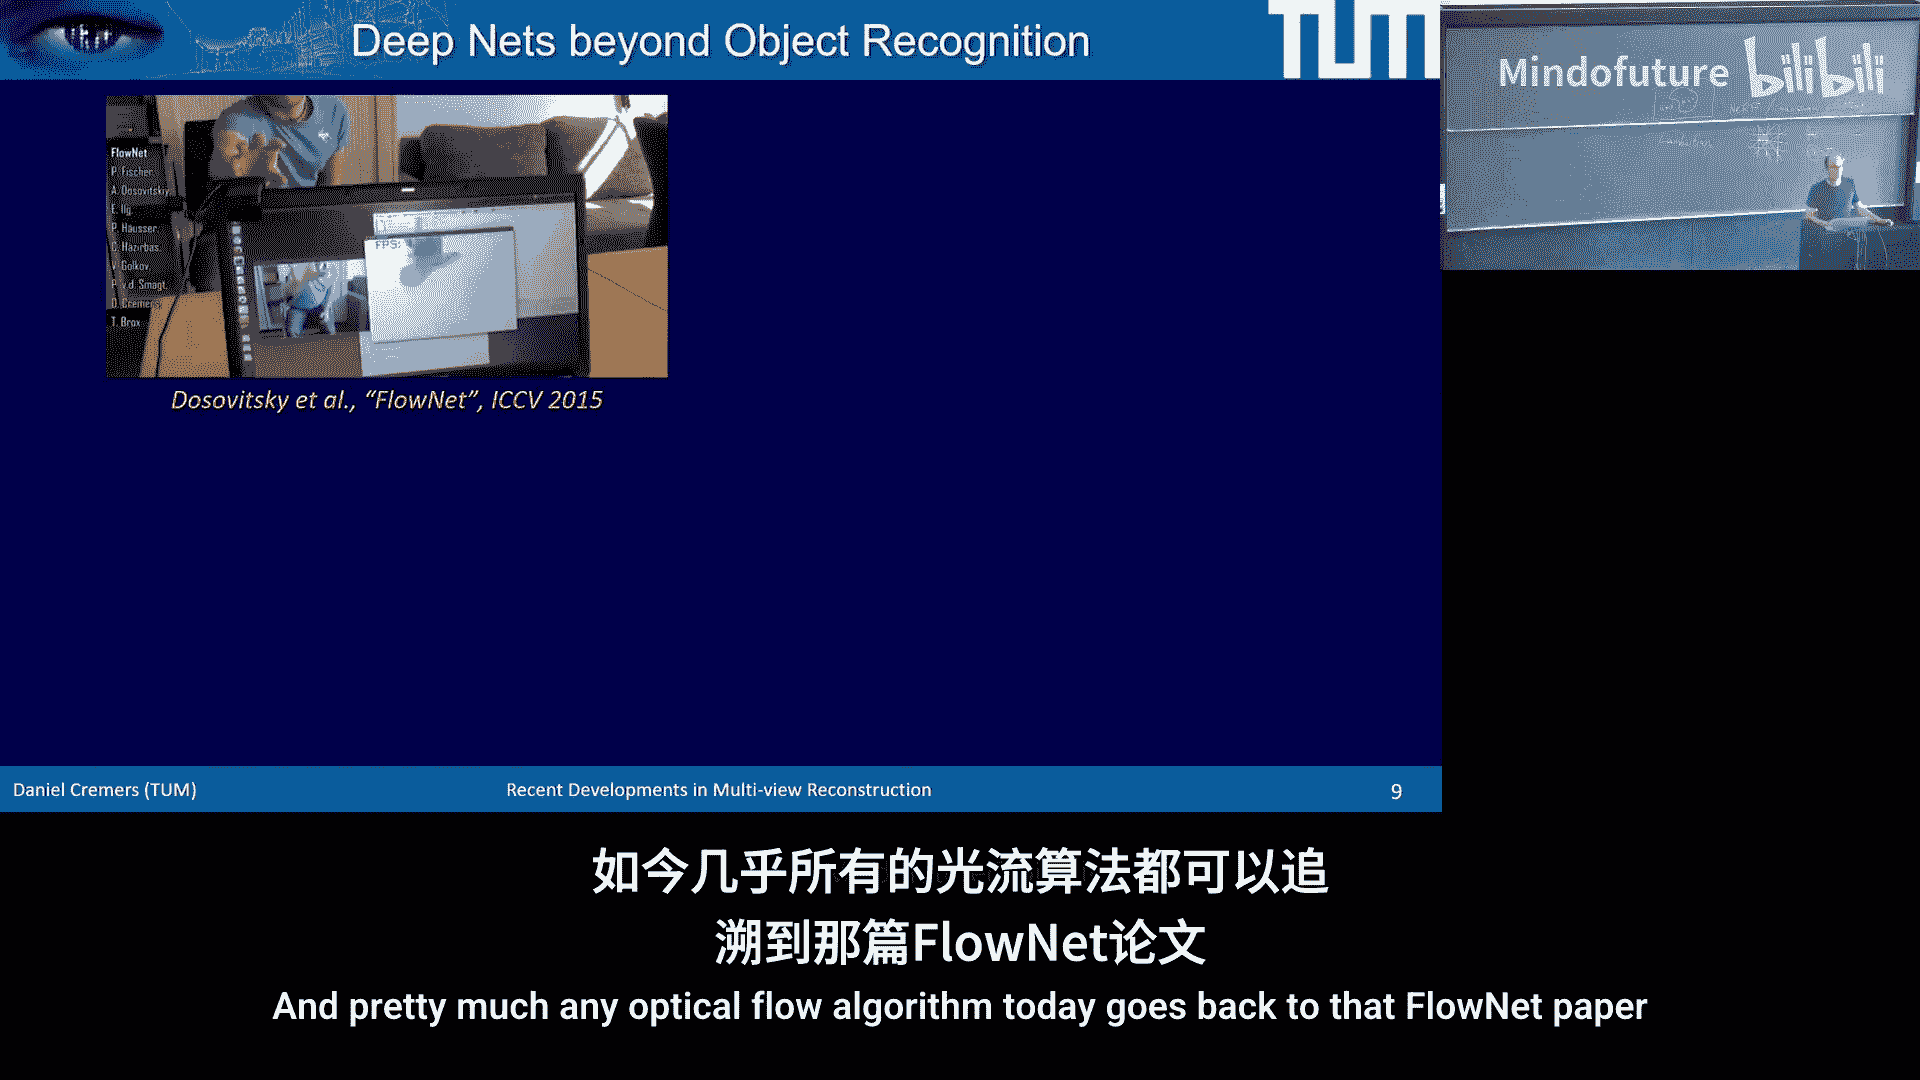 Deep Nets beyond Object Recognition
TUM
Mindofuture bilibili
FlowNet
P. Fischer
A. Dosovitskiy
E. Ilg
P. Häusser
C. Hazırbaş
V. Golkov
P. v.d. Smagt
D. Cremers
T. Brox
FPS:
Dosovitsky et al., “FlowNet”, ICCV 2015
Daniel Cremers (TUM)
Recent Developments in Multi-view Reconstruction
9
如今几乎所有的光流算法都可以追
溯到那篇FlowNet论文
And pretty much any optical flow algorithm today goes back to that FlowNet paper